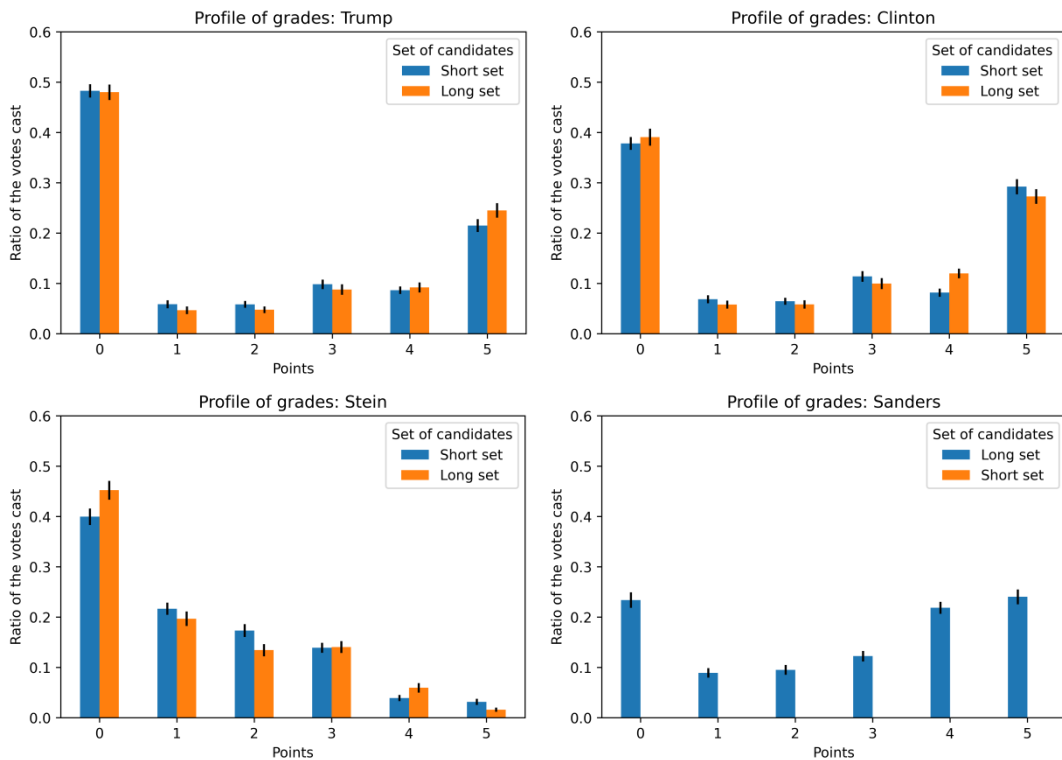 Profile of grades: Trump
Ratio of the votes cast
0.6
0.5
0.4
0.3
0.2
0.1
0.0
Set of candidates
Short set
Long set
0 1 2 3 4 5
Points
Profile of grades: Clinton
Ratio of the votes cast
0.6
0.5
0.4
0.3
0.2
0.1
0.0
Set of candidates
Short set
Long set
0 1 2 3 4 5
Points
Profile of grades: Stein
Ratio of the votes cast
0.6
0.5
0.4
0.3
0.2
0.1
0.0
Set of candidates
Short set
Long set
0 1 2 3 4 5
Points
Profile of grades: Sanders
Ratio of the votes cast
0.6
0.5
0.4
0.3
0.2
0.1
0.0
Set of candidates
Long set
Short set
0 1 2 3 4 5
Points